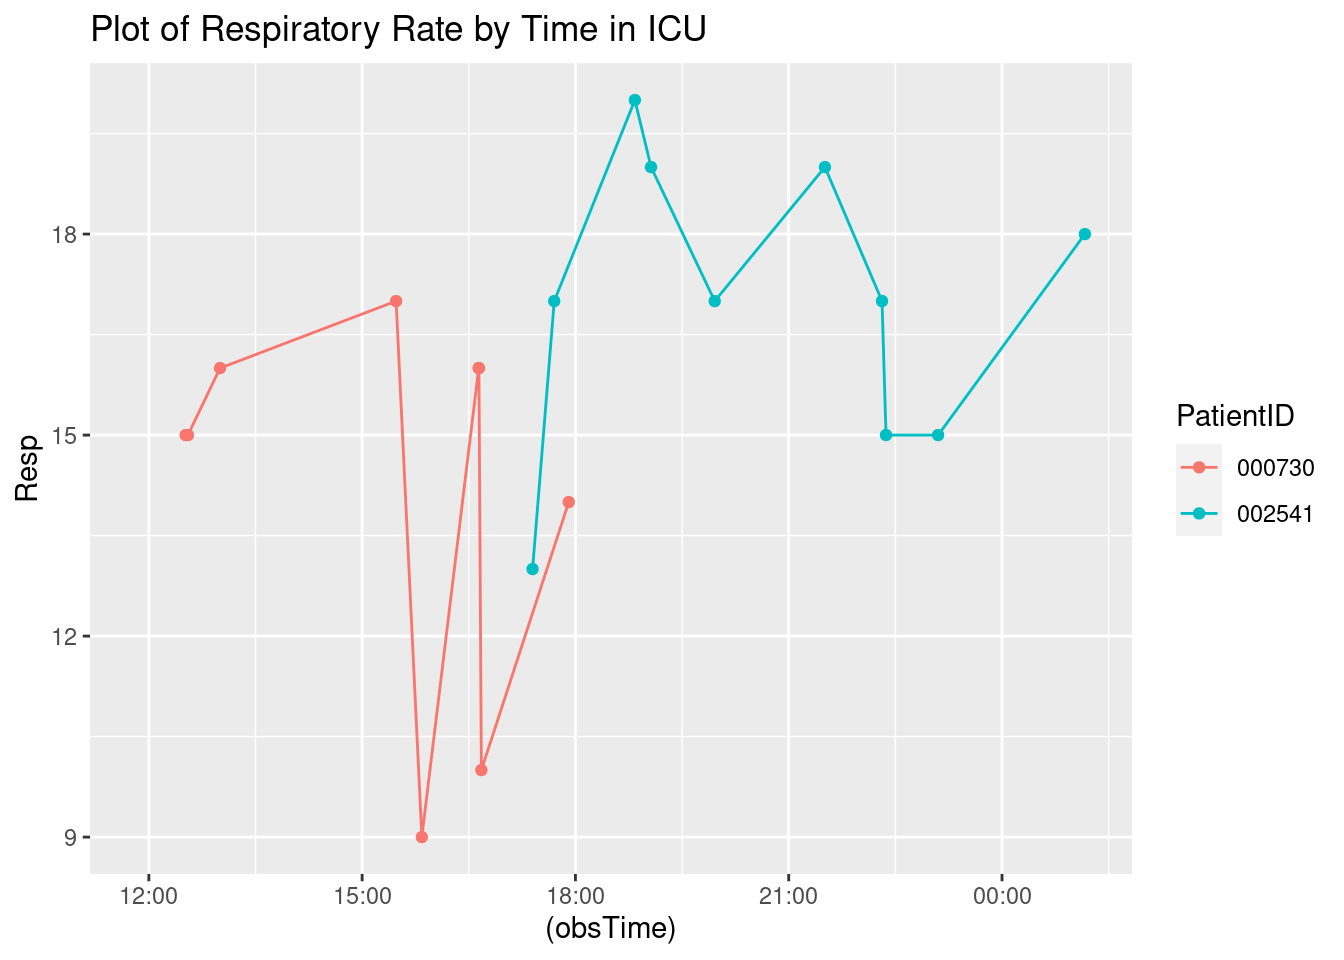 Plot of Respiratory Rate by Time in ICU
18
15
12
9
Resp
12:00 15:00 18:00 21:00 00:00
(obsTime)
PatientID
000730
002541